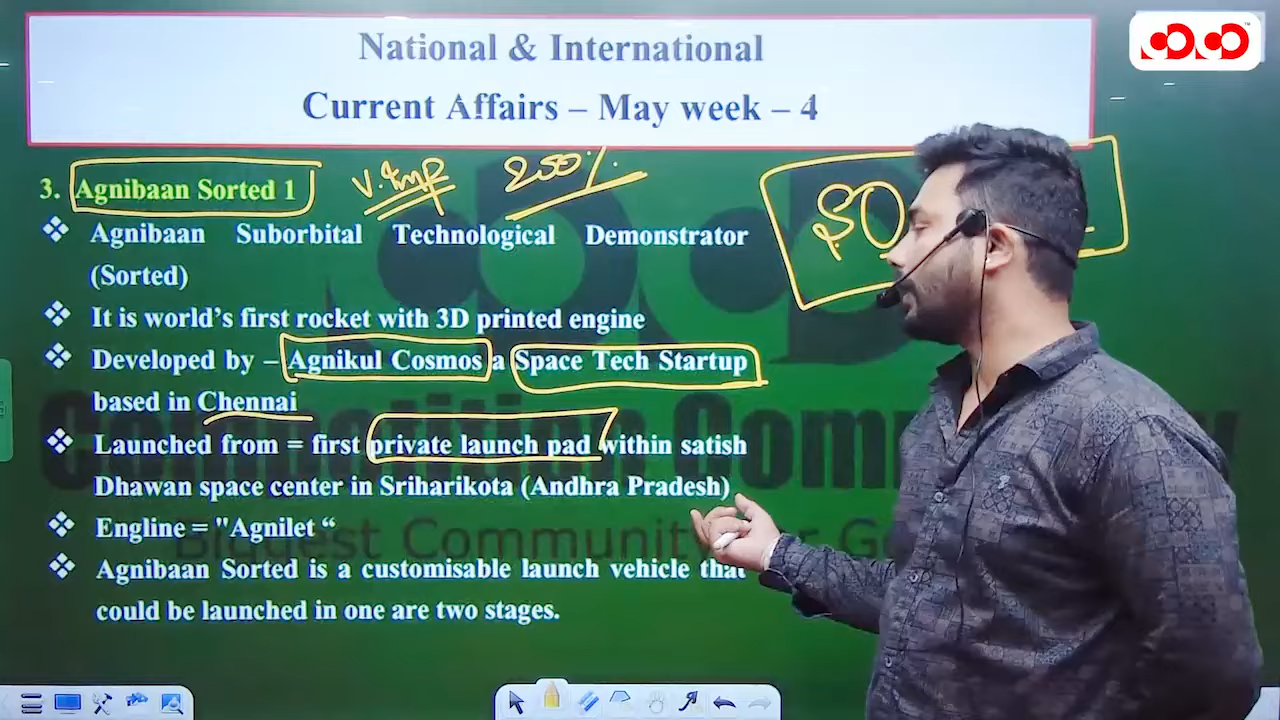 National & International
Current Affairs – May week – 4
3. Agnibaan Sorted 1
V. Imp 200%
❖ Agnibaan Suborbital Technological Demonstrator
(Sorted)
❖ It is world's first rocket with 3D printed engine
❖ Developed by – Agnikul Cosmos a Space Tech Startup
based in Chennai
❖ Launched from = first private launch pad within satish
Dhawan space center in Sriharikota (Andhra Pradesh)
❖ Engline = "Agnilet “
❖ Agnibaan Sorted is a customisable launch vehicle that
could be launched in one are two stages.